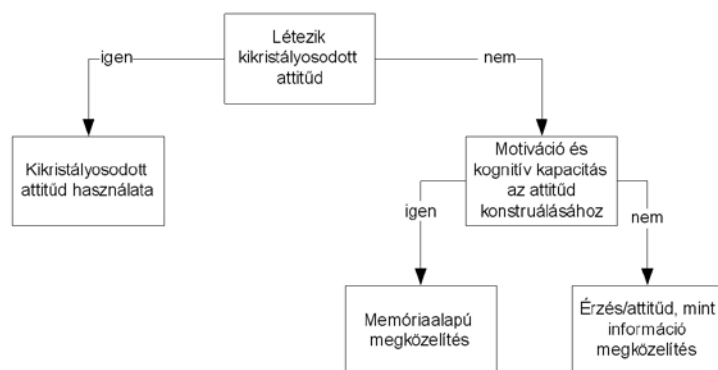 Létezik
kikristályosodott
attitűd
igen
nem
Kikristályosodott
attitűd használata
Motiváció és
kognitív kapacitás
az attitűd
konstruálásához
igen
nem
Memóriaalapú
megközelítés
Érzés/attitűd, mint
információ
megközelítés